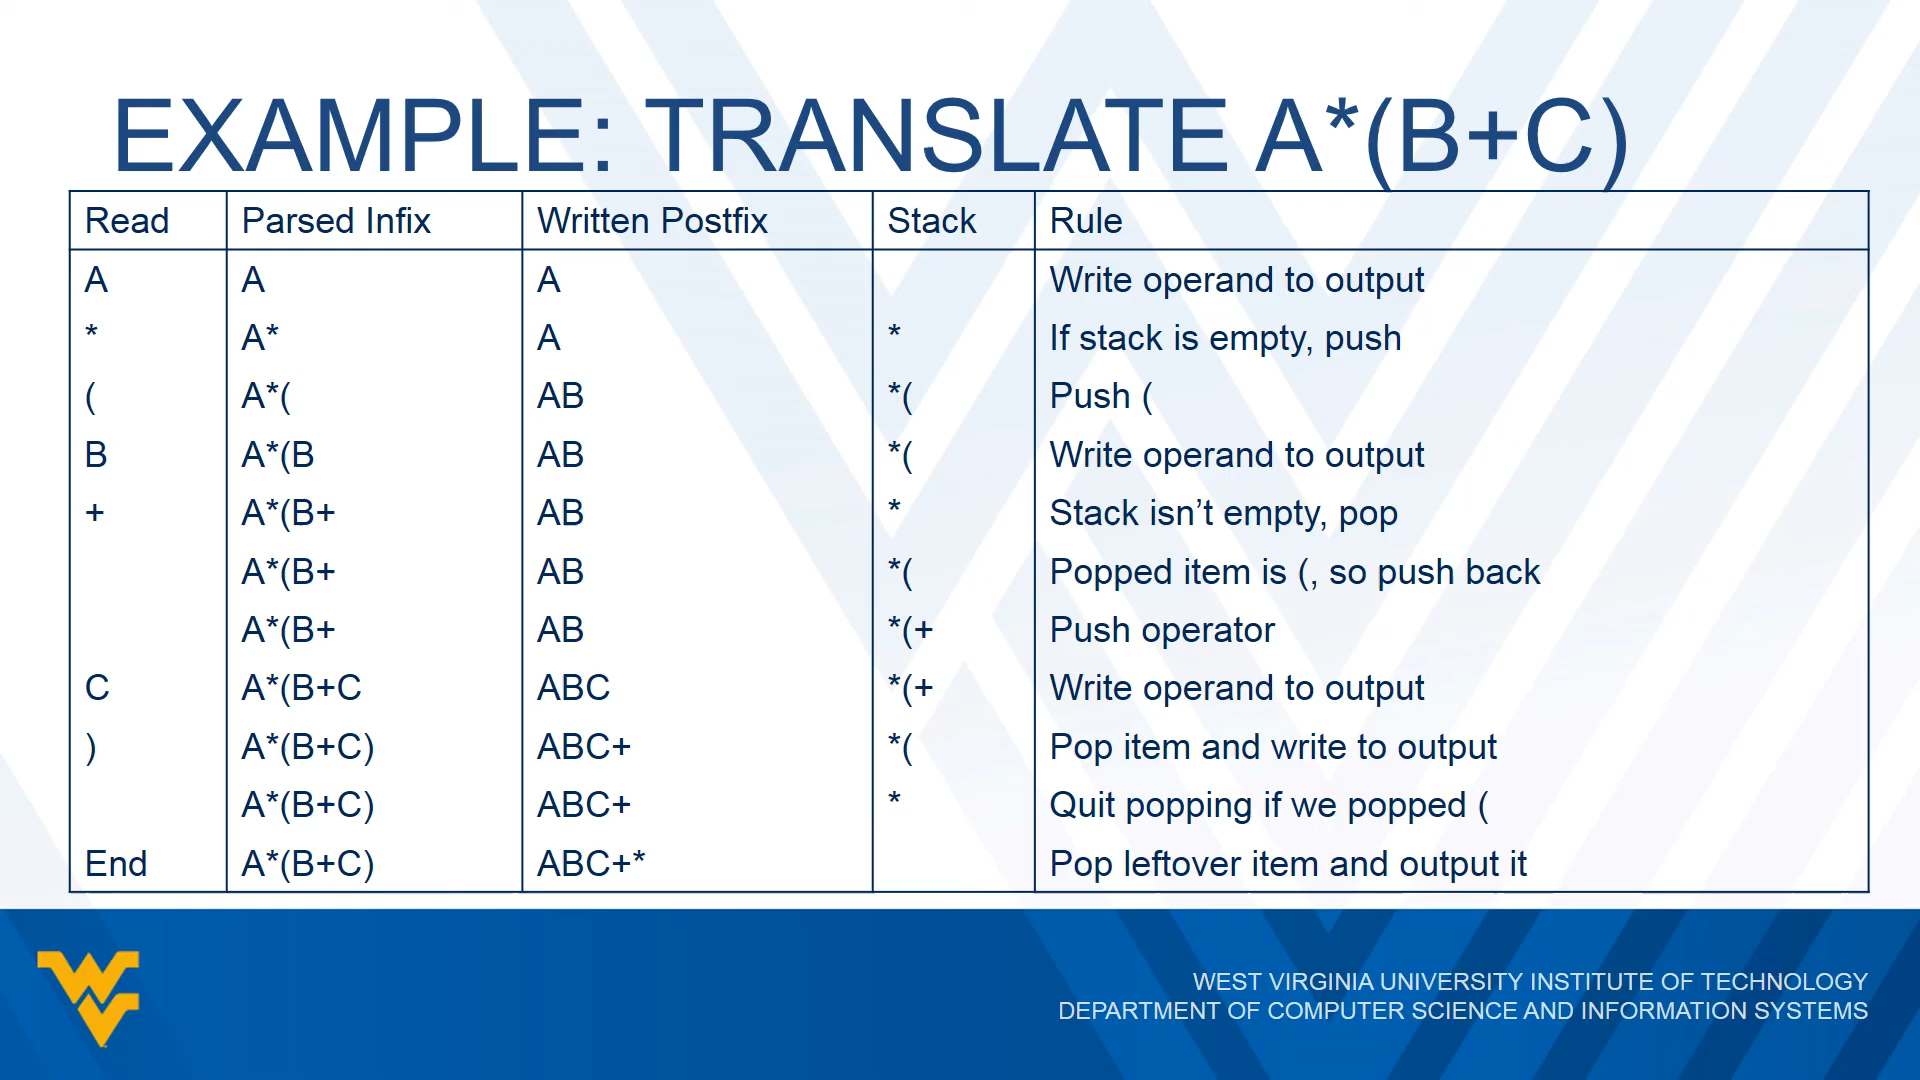 EXAMPLE: TRANSLATE A*(B+C)
Read Parsed Infix Written Postfix Stack Rule
A A A Write operand to output
* A* A * If stack is empty, push
( A*( AB *( Push (
B A*(B AB *( Write operand to output
+ A*(B+ AB * Stack isn’t empty, pop
A*(B+ AB *( Popped item is (, so push back
A*(B+ AB *(+ Push operator
C A*(B+C ABC *(+ Write operand to output
) A*(B+C) ABC+ *( Pop item and write to output
A*(B+C) ABC+ * Quit popping if we popped (
End A*(B+C) ABC+* Pop leftover item and output it
WEST VIRGINIA UNIVERSITY INSTITUTE OF TECHNOLOGY
DEPARTMENT OF COMPUTER SCIENCE AND INFORMATION SYSTEMS